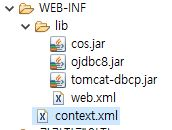 WEB-INF
lib
cos.jar
ojdbc8.jar
tomcat-dbcp.jar
web.xml
context.xml